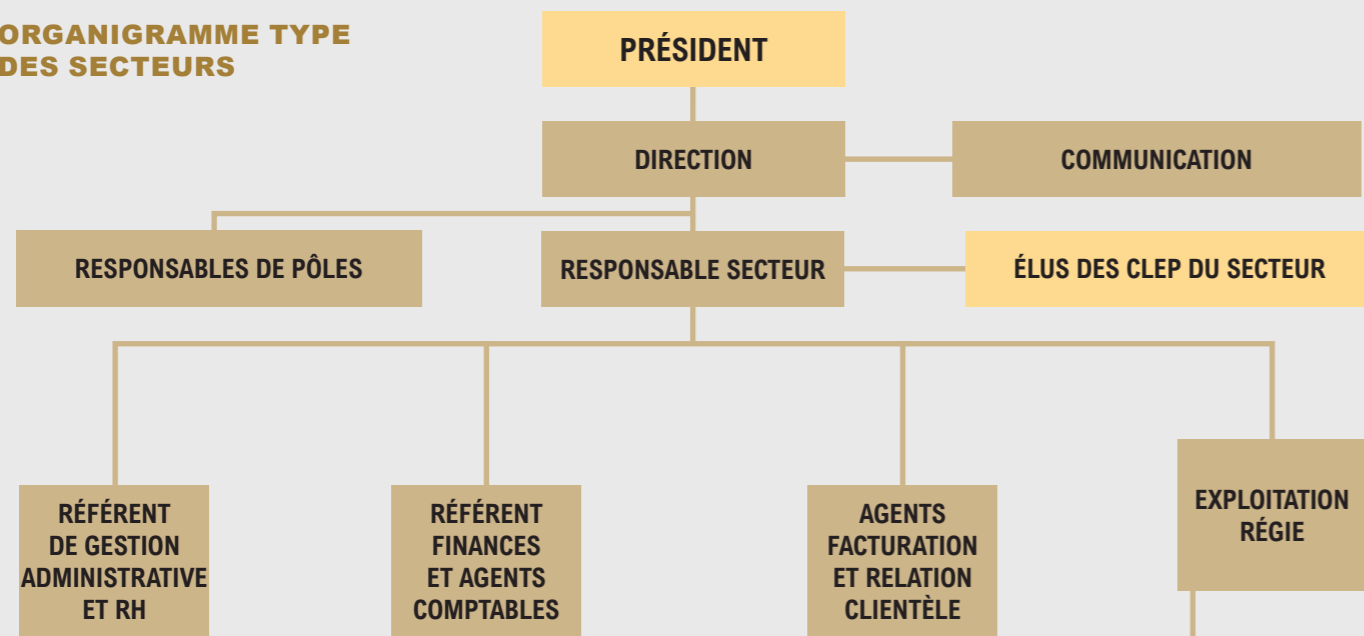 ORGANIGRAMME TYPE
DES SECTEURS
PRÉSIDENT
DIRECTION
COMMUNICATION
RESPONSABLES DE PÔLES
RESPONSABLE SECTEUR
ÉLUS DES CLEP DU SECTEUR
RÉFÉRENT
DE GESTION
ADMINISTRATIVE
ET RH
RÉFÉRENT
FINANCES
ET AGENTS
COMPTABLES
AGENTS
FACTURATION
ET RELATION
CLIENTÈLE
EXPLOITATION
RÉGIE